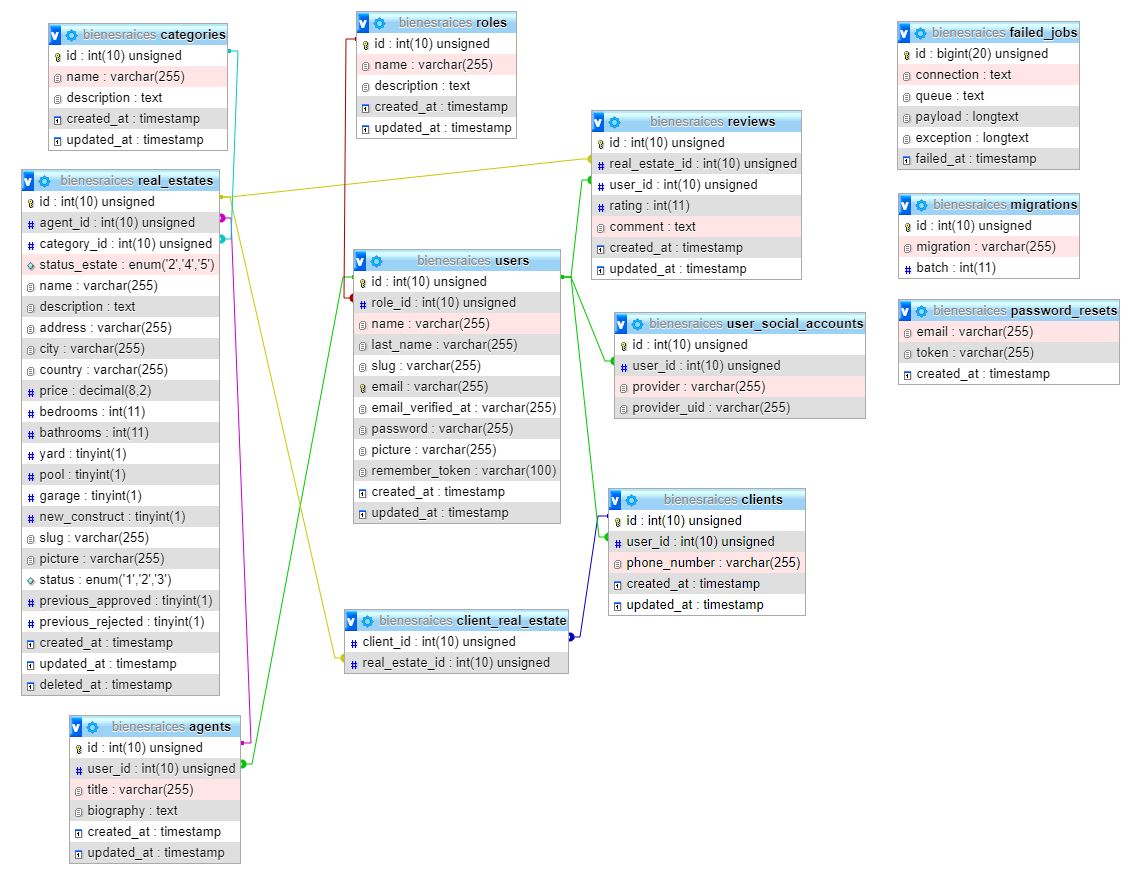 bienesraices categories
id : int(10) unsigned
name : varchar(255)
description : text
created_at : timestamp
updated_at : timestamp
bienesraices roles
id : int(10) unsigned
name : varchar(255)
description : text
created_at : timestamp
updated_at : timestamp
bienesraices failed_jobs
id : bigint(20) unsigned
connection : text
queue : text
payload : longtext
exception : longtext
failed_at : timestamp
bienesraices reviews
id : int(10) unsigned
real_estate_id : int(10) unsigned
user_id : int(10) unsigned
rating : int(11)
comment : text
created_at : timestamp
updated_at : timestamp
bienesraices real_estates
id : int(10) unsigned
agent_id : int(10) unsigned
category_id : int(10) unsigned
status_estate : enum('2','4','5')
name : varchar(255)
description : text
address : varchar(255)
city : varchar(255)
country : varchar(255)
price : decimal(8,2)
bedrooms : int(11)
bathrooms : int(11)
yard : tinyint(1)
pool : tinyint(1)
garage : tinyint(1)
new_construct : tinyint(1)
slug : varchar(255)
picture : varchar(255)
status : enum('1','2','3')
previous_approved : tinyint(1)
previous_rejected : tinyint(1)
created_at : timestamp
updated_at : timestamp
deleted_at : timestamp
bienesraices migrations
id : int(10) unsigned
migration : varchar(255)
batch : int(11)
bienesraices users
id : int(10) unsigned
role_id : int(10) unsigned
name : varchar(255)
last_name : varchar(255)
slug : varchar(255)
email : varchar(255)
email_verified_at : varchar(255)
password : varchar(255)
picture : varchar(255)
remember_token : varchar(100)
created_at : timestamp
updated_at : timestamp
bienesraices password_resets
email : varchar(255)
token : varchar(255)
created_at : timestamp
bienesraices user_social_accounts
id : int(10) unsigned
user_id : int(10) unsigned
provider : varchar(255)
provider_uid : varchar(255)
bienesraices clients
id : int(10) unsigned
user_id : int(10) unsigned
phone_number : varchar(255)
created_at : timestamp
updated_at : timestamp
bienesraices client_real_estate
client_id : int(10) unsigned
real_estate_id : int(10) unsigned
bienesraices agents
id : int(10) unsigned
user_id : int(10) unsigned
title : varchar(255)
biography : text
created_at : timestamp
updated_at : timestamp